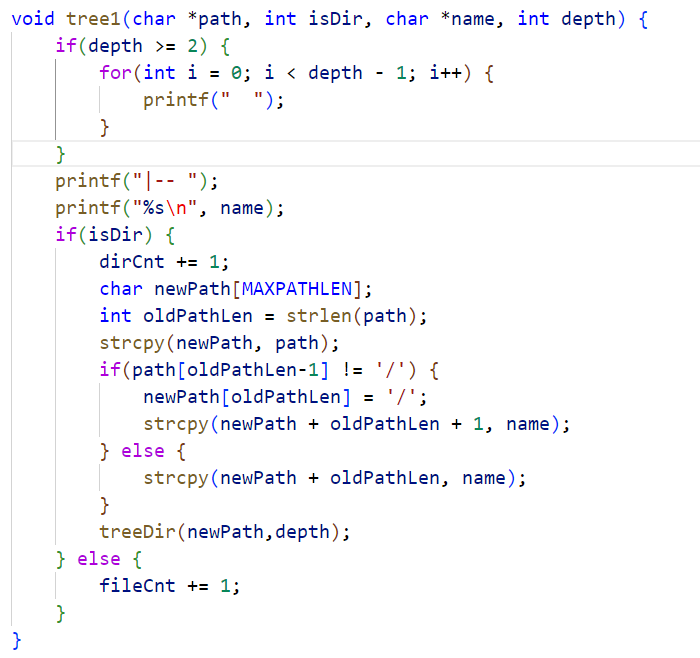 void tree1(char *path, int isDir, char *name, int depth) {
    if(depth >= 2) {
        for(int i = 0; i < depth - 1; i++) {
            printf("  ");
        }
    }
    printf("|-- ");
    printf("%s\n", name);
    if(isDir) {
        dirCnt += 1;
        char newPath[MAXPATHLEN];
        int oldPathLen = strlen(path);
        strcpy(newPath, path);
        if(path[oldPathLen-1] != '/') {
            newPath[oldPathLen] = '/';
            strcpy(newPath + oldPathLen + 1, name);
        } else {
            strcpy(newPath + oldPathLen, name);
        }
        treeDir(newPath,depth);
    } else {
        fileCnt += 1;
    }
}